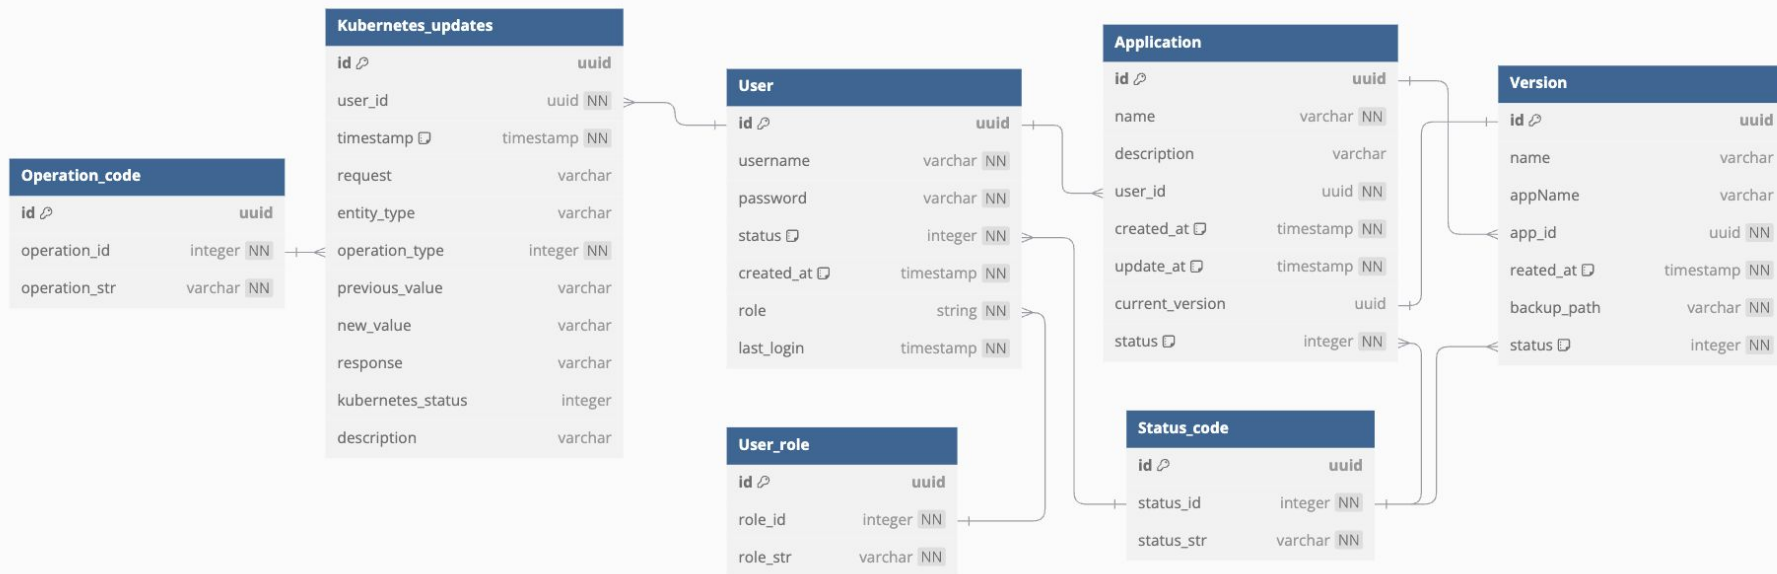 Operation_code
id uuid
operation_id integer NN
operation_str varchar NN
Kubernetes_updates
id uuid
user_id uuid NN
timestamp timestamp NN
request varchar
entity_type varchar
operation_type integer NN
previous_value varchar
new_value varchar
response varchar
kubernetes_status integer
description varchar
User
id uuid
username varchar NN
password varchar NN
status integer NN
created_at timestamp NN
role string NN
last_login timestamp NN
User_role
id uuid
role_id integer NN
role_str varchar NN
Application
id uuid
name varchar NN
description varchar
user_id uuid NN
created_at timestamp NN
update_at timestamp NN
current_version uuid
status integer NN
Status_code
id uuid
status_id integer NN
status_str varchar NN
Version
id uuid
name varchar
appName varchar
app_id uuid NN
reated_at timestamp NN
backup_path varchar NN
status integer NN